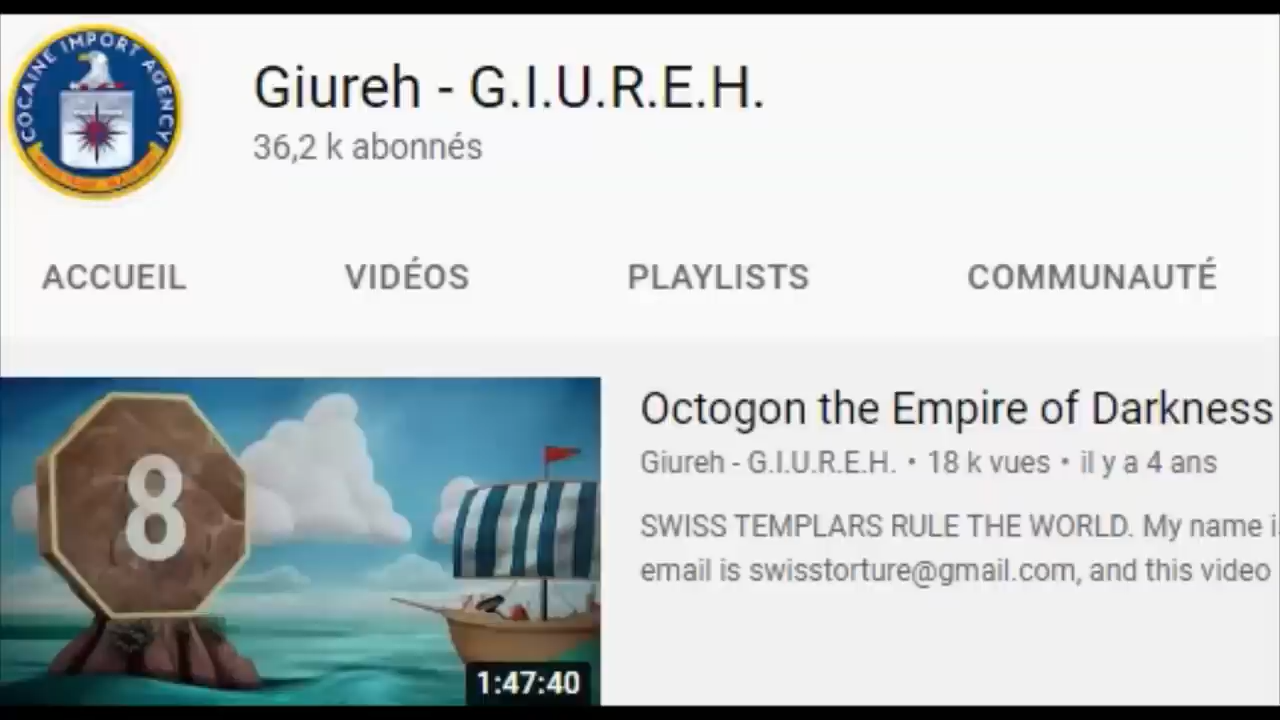 COCAINE IMPORT AGENCY
Giureh - G.I.U.R.E.H.
36,2 k abonnés
ACCUEIL VIDÉOS PLAYLISTS COMMUNAUTÉ
8
Octogon the Empire of Darkness
Giureh - G.I.U.R.E.H. • 18 k vues • il y a 4 ans
SWISS TEMPLARS RULE THE WORLD. My name i
email is swisstorture@gmail.com, and this video
1:47:40